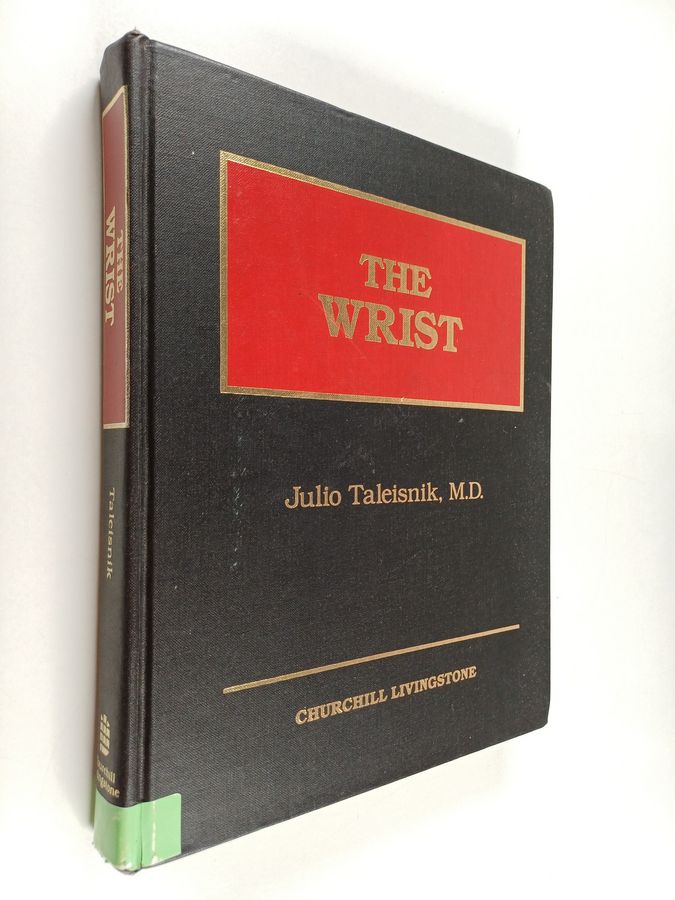 THE
WRIST
Julio Taleisnik, M.D.
CHURCHILL LIVINGSTONE
THE
WRIST
Taleisnik